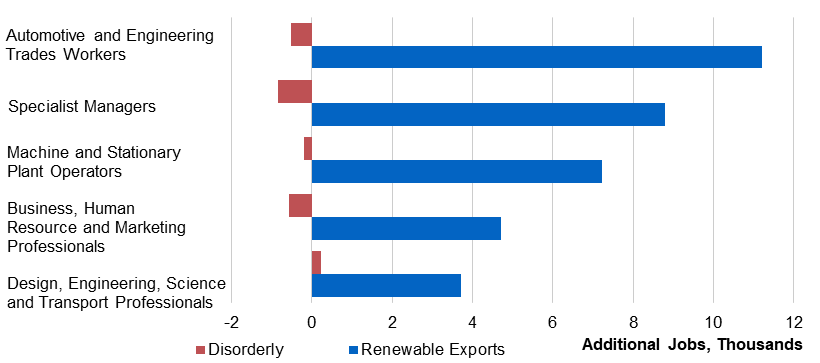 Automotive and Engineering
Trades Workers
Specialist Managers
Machine and Stationary
Plant Operators
Business, Human
Resource and Marketing
Professionals
Design, Engineering, Science
and Transport Professionals
-2 0 2 4 6 8 10 12
Additional Jobs, Thousands
Disorderly Renewable Exports